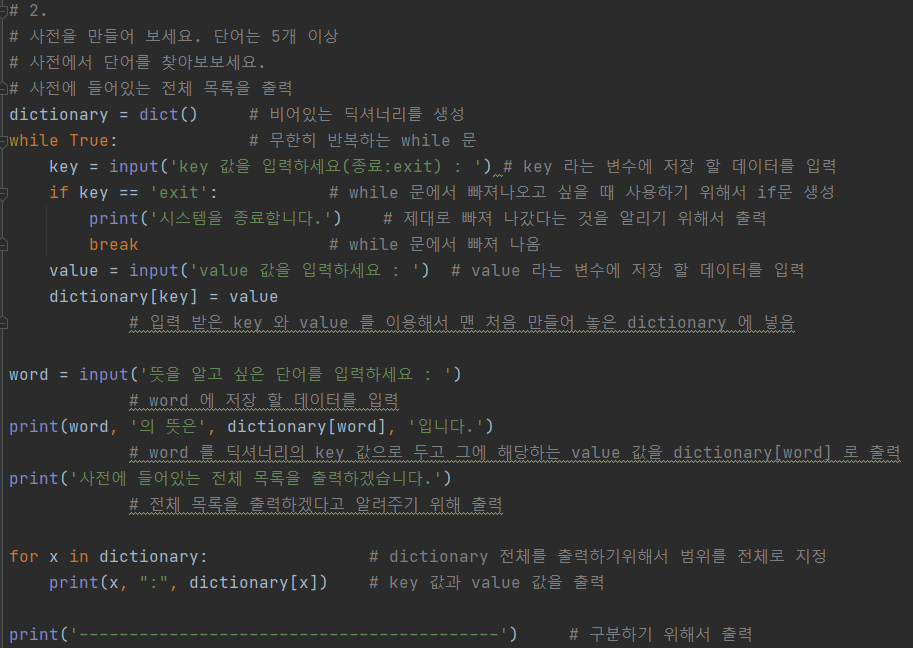 # 2.
# 사전을 만들어 보세요. 단어는 5개 이상
# 사전에서 단어를 찾아보보세요.
# 사전에 들어있는 전체 목록을 출력
dictionary = dict()     # 비어있는 딕셔너리를 생성
while True:             # 무한히 반복하는 while 문
    key = input('key 값을 입력하세요(종료:exit) : ') # key 라는 변수에 저장 할 데이터를 입력
    if key == 'exit':           # while 문에서 빠져나오고 싶을 때 사용하기 위해서 if문 생성
        print('시스템을 종료합니다.')    # 제대로 빠져 나갔다는 것을 알리기 위해서 출력
        break                   # while 문에서 빠져 나옴
    value = input('value 값을 입력하세요 : ')  # value 라는 변수에 저장 할 데이터를 입력
    dictionary[key] = value
            # 입력 받은 key 와 value 를 이용해서 맨 처음 만들어 놓은 dictionary 에 넣음
word = input('뜻을 알고 싶은 단어를 입력하세요 : ')
            # word 에 저장 할 데이터를 입력
print(word, '의 뜻은', dictionary[word], '입니다.')
            # word 를 딕셔너리의 key 값으로 두고 그에 해당하는 value 값을 dictionary[word] 로 출력
print('사전에 들어있는 전체 목록을 출력하겠습니다.')
            # 전체 목록을 출력하겠다고 알려주기 위해 출력
for x in dictionary:                # dictionary 전체를 출력하기위해서 범위를 전체로 지정
    print(x, ":", dictionary[x])    # key 값과 value 값을 출력
print('------------------------------------------')     # 구분하기 위해서 출력